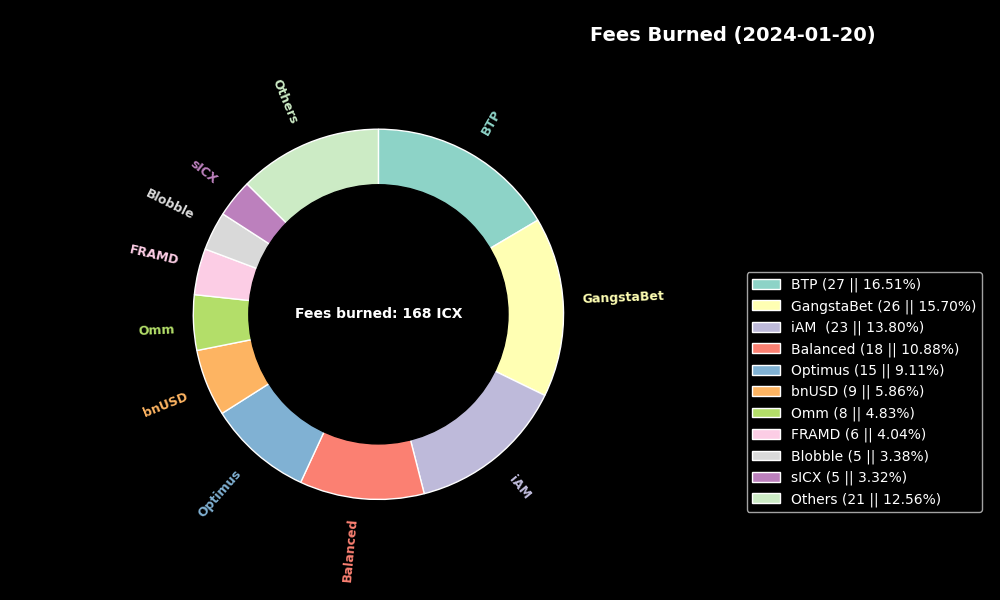 Fees Burned (2024-01-20)
Others
BTP
sICX
Blobble
FRAMD
GangstaBet
Omm
Fees burned: 168 ICX
bnUSD
Optimus
iAM
Balanced
BTP (27 || 16.51%)
GangstaBet (26 || 15.70%)
iAM  (23 || 13.80%)
Balanced (18 || 10.88%)
Optimus (15 || 9.11%)
bnUSD (9 || 5.86%)
Omm (8 || 4.83%)
FRAMD (6 || 4.04%)
Blobble (5 || 3.38%)
sICX (5 || 3.32%)
Others (21 || 12.56%)